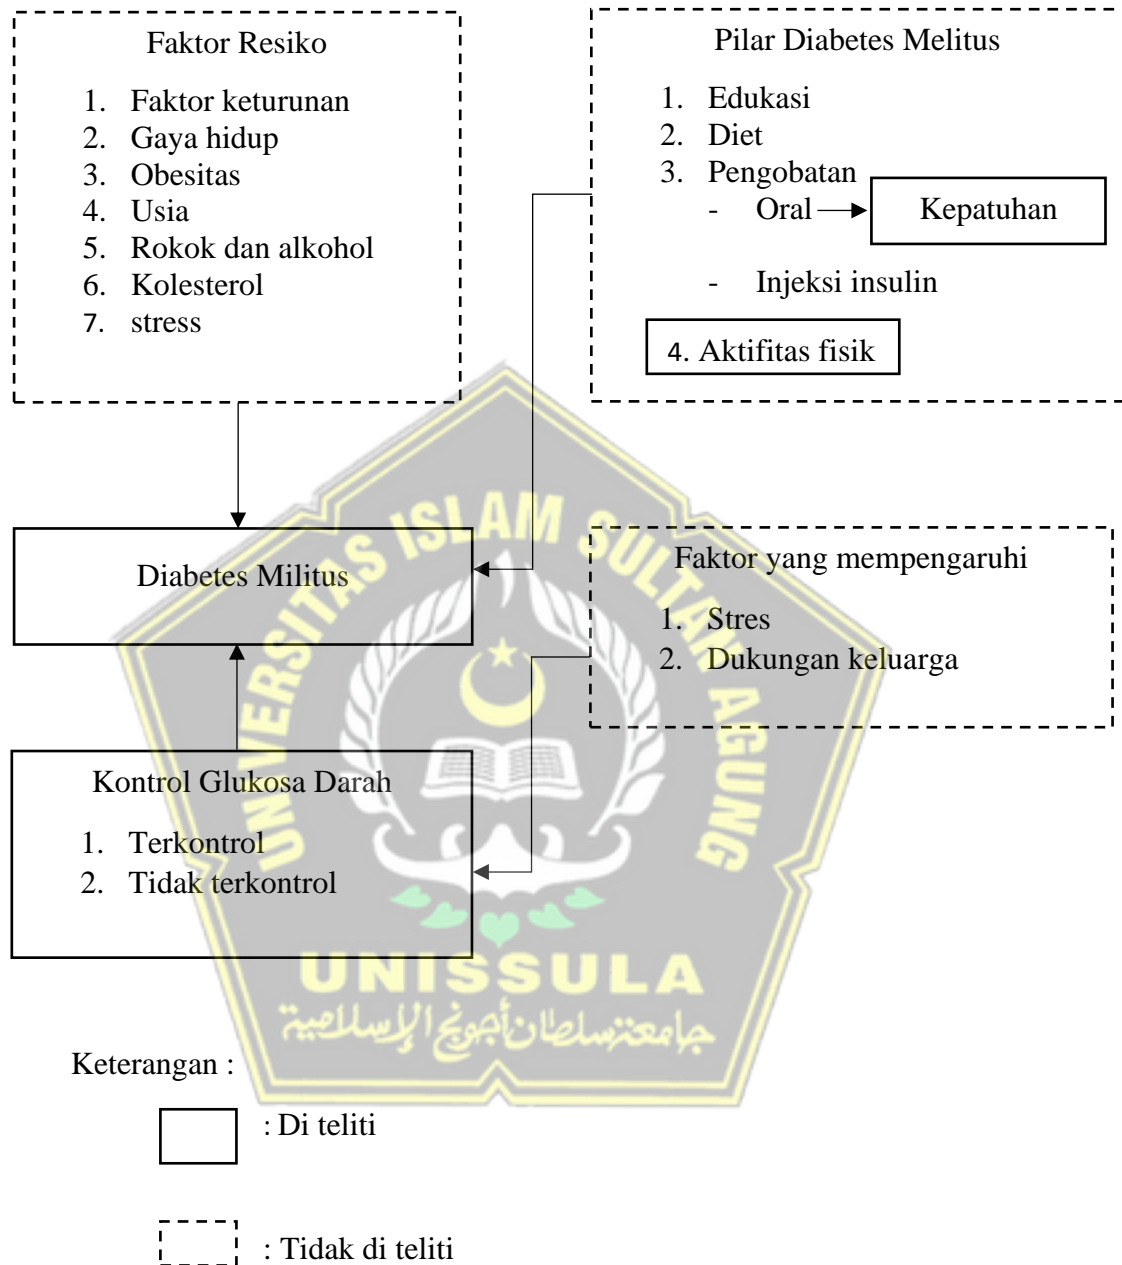 Faktor Resiko
1. Faktor keturunan
2. Gaya hidup
3. Obesitas
4. Usia
5. Rokok dan alkohol
6. Kolesterol
7. stress
Pilar Diabetes Melitus
1. Edukasi
2. Diet
3. Pengobatan
- Oral
Kepatuhan
- Injeksi insulin
4. Aktifitas fisik
Diabetes Militus
Faktor yang mempengaruhi
1. Stres
2. Dukungan keluarga
Kontrol Glukosa Darah
1. Terkontrol
2. Tidak terkontrol
UNIVERSITAS ISLAM SULTAN AGUNG
UNISSULA
جامعة سلطان أجونج الإسلامية
Keterangan :
: Di teliti
: Tidak di teliti